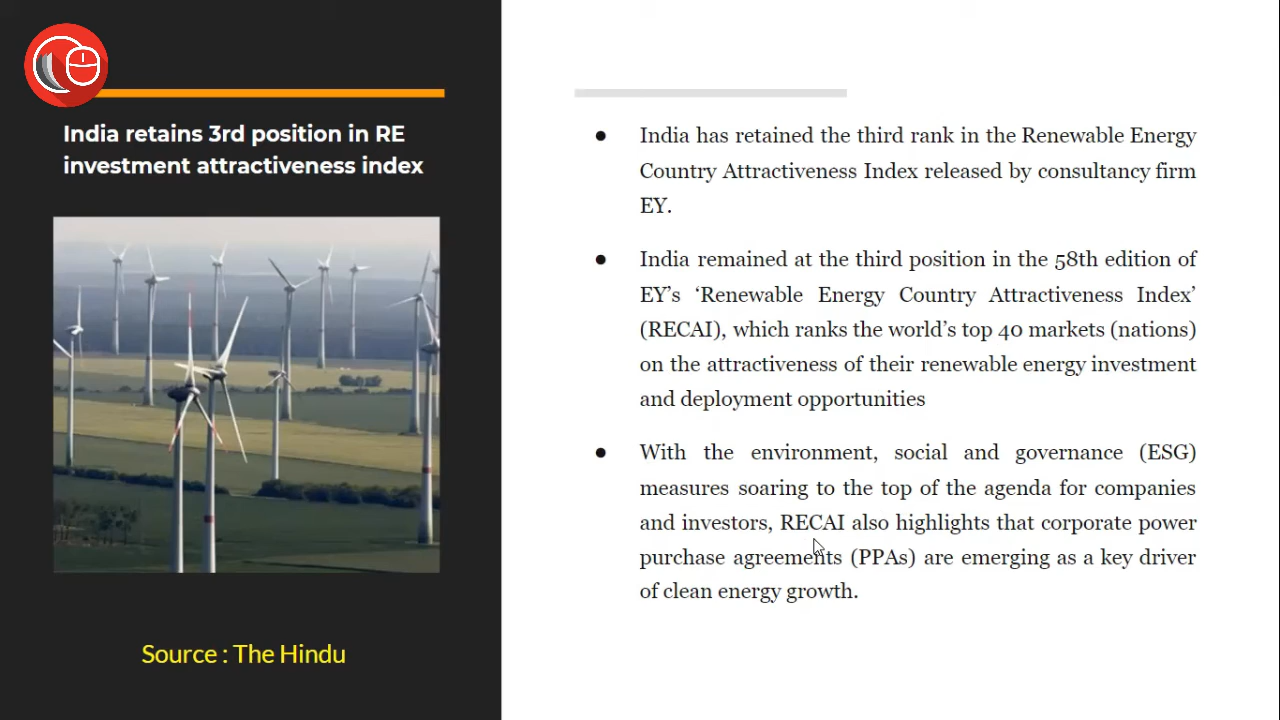 India retains 3rd position in RE
investment attractiveness index
Source : The Hindu
● India has retained the third rank in the Renewable Energy
Country Attractiveness Index released by consultancy firm
EY.
● India remained at the third position in the 58th edition of
EY’s ‘Renewable Energy Country Attractiveness Index’
(RECAI), which ranks the world’s top 40 markets (nations)
on the attractiveness of their renewable energy investment
and deployment opportunities
● With the environment, social and governance (ESG)
measures soaring to the top of the agenda for companies
and investors, RECAI also highlights that corporate power
purchase agreements (PPAs) are emerging as a key driver
of clean energy growth.